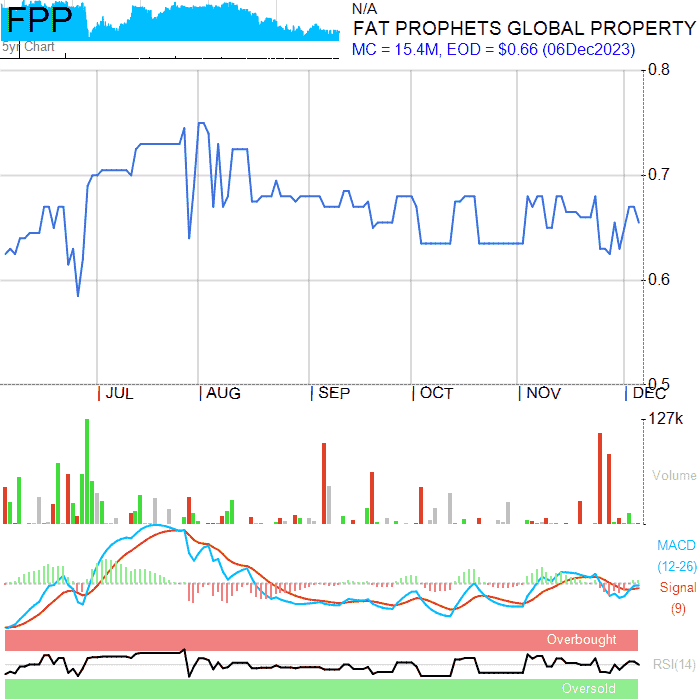 FPP
5yr Chart
N/A
FAT PROPHETS GLOBAL PROPERTY
MC = 15.4M, EOD = $0.66 (06Dec2023)
0.8
0.7
0.6
0.5
JUL
AUG
SEP
OCT
NOV
DEC
127k
Volume
MACD
(12-26)
Signal
(9)
Overbought
RSI(14)
Oversold